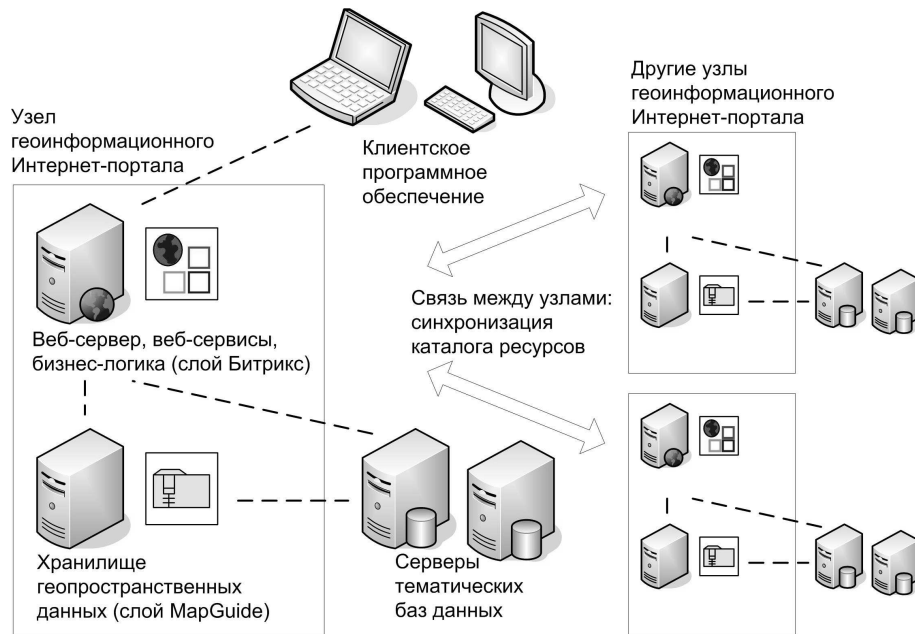 Узел
геоинформационного
Интернет-портала
Клиентское
программное
обеспечение
Другие узлы
геоинформационного
Интернет-портала
Веб-сервер, веб-сервисы,
бизнес-логика (слой Битрикс)
Связь между узлами:
синхронизация
каталога ресурсов
Хранилище
геопространственных
данных (слой MapGuide)
Серверы
тематических
баз данных